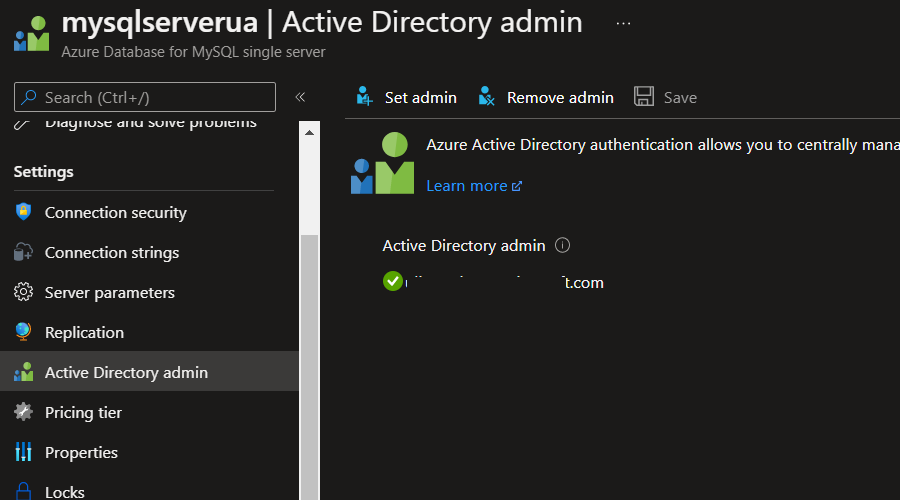 mysqlserverua | Active Directory admin ...
Azure Database for MySQL single server
Search (Ctrl+/)
«
Diagnose and solve problems
Settings
Connection security
Connection strings
Server parameters
Replication
Active Directory admin
Pricing tier
Properties
Locks
Set admin Remove admin Save
Azure Active Directory authentication allows you to centrally mana
Learn more
Active Directory admin
t.com